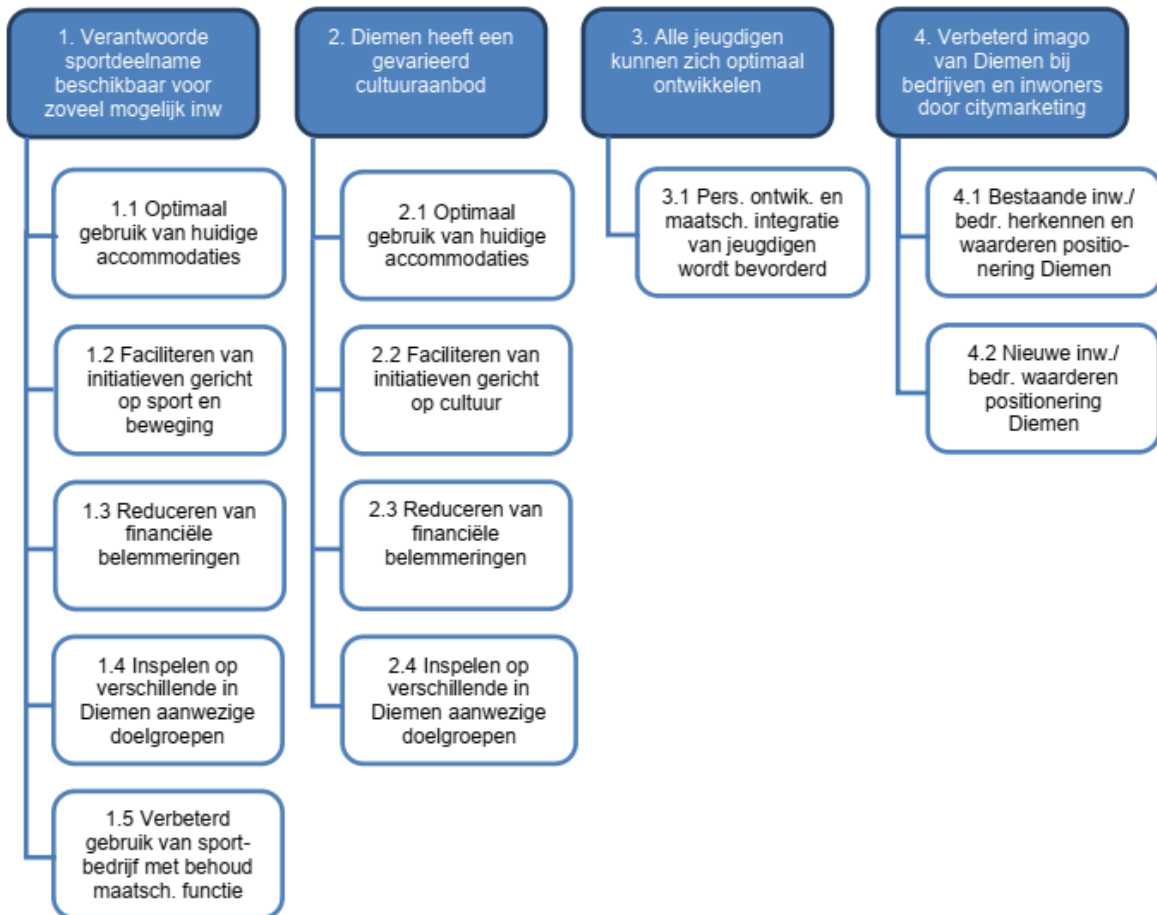 1. Verantwoorde
sportdeelname
beschikbaar voor
zoveel mogelijk inw
1.1 Optimaal
gebruik van huidige
accommodaties
1.2 Faciliteren van
initiatieven gericht
op sport en
beweging
1.3 Reduceren van
financiële
belemmeringen
1.4 Inspelen op
verschillende in
Diemen aanwezige
doelgroepen
1.5 Verbeterd
gebruik van sport-
bedrijf met behoud
maatsch. functie
2. Diemen heeft een
gevarieerd
cultuuraanbod
2.1 Optimaal
gebruik van huidige
accommodaties
2.2 Faciliteren van
initiatieven gericht
op cultuur
2.3 Reduceren van
financiële
belemmeringen
2.4 Inspelen op
verschillende in
Diemen aanwezige
doelgroepen
3. Alle jeugdigen
kunnen zich optimaal
ontwikkelen
3.1 Pers. ontwik. en
maatsch. integratie
van jeugdigen
wordt bevorderd
4. Verbeterd imago
van Diemen bij
bedrijven en inwoners
door citymarketing
4.1 Bestaande inw./
bedr. herkennen en
waarderen positio-
nering Diemen
4.2 Nieuwe inw./
bedr. waarderen
positionering
Diemen